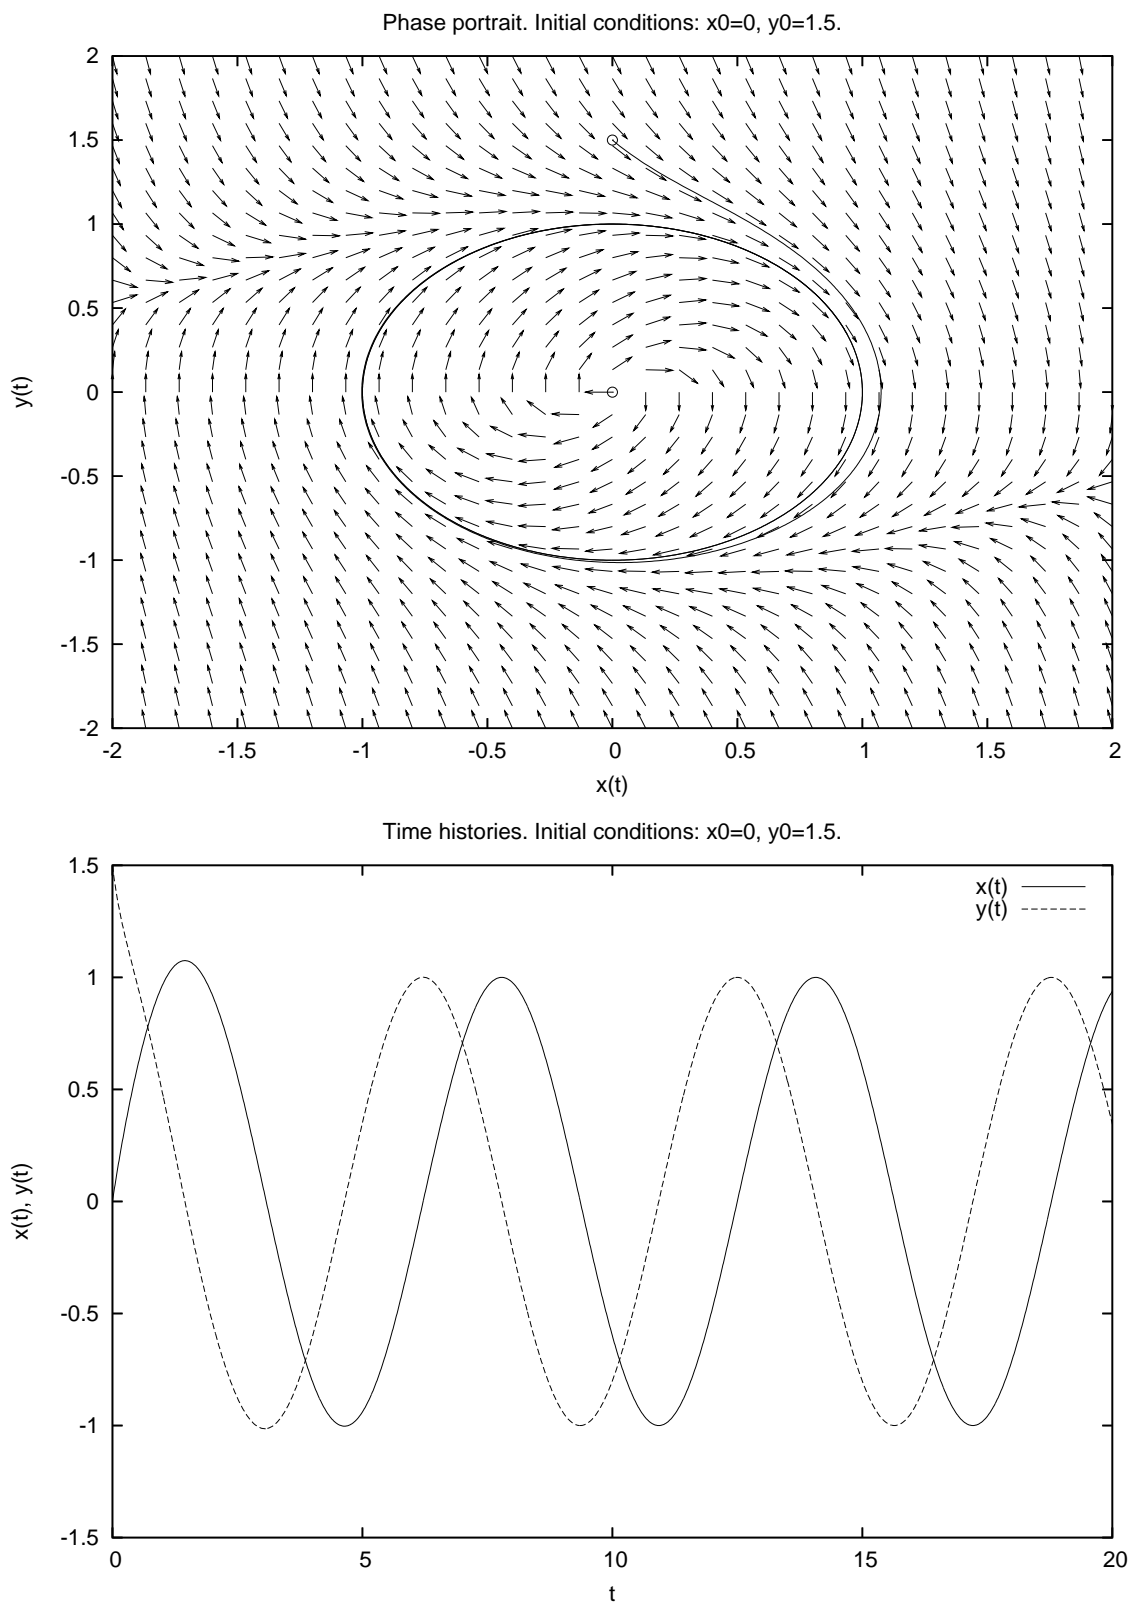 Phase portrait. Initial conditions: x0=0, y0=1.5.
2
1.5
1
0.5
0
-0.5
-1
-1.5
-2
y(t)
-2 -1.5 -1 -0.5 0 0.5 1 1.5 2
x(t)
Time histories. Initial conditions: x0=0, y0=1.5.
1.5
1
0.5
0
-0.5
-1
-1.5
x(t), y(t)
x(t)
y(t)
0 5 10 15 20
t